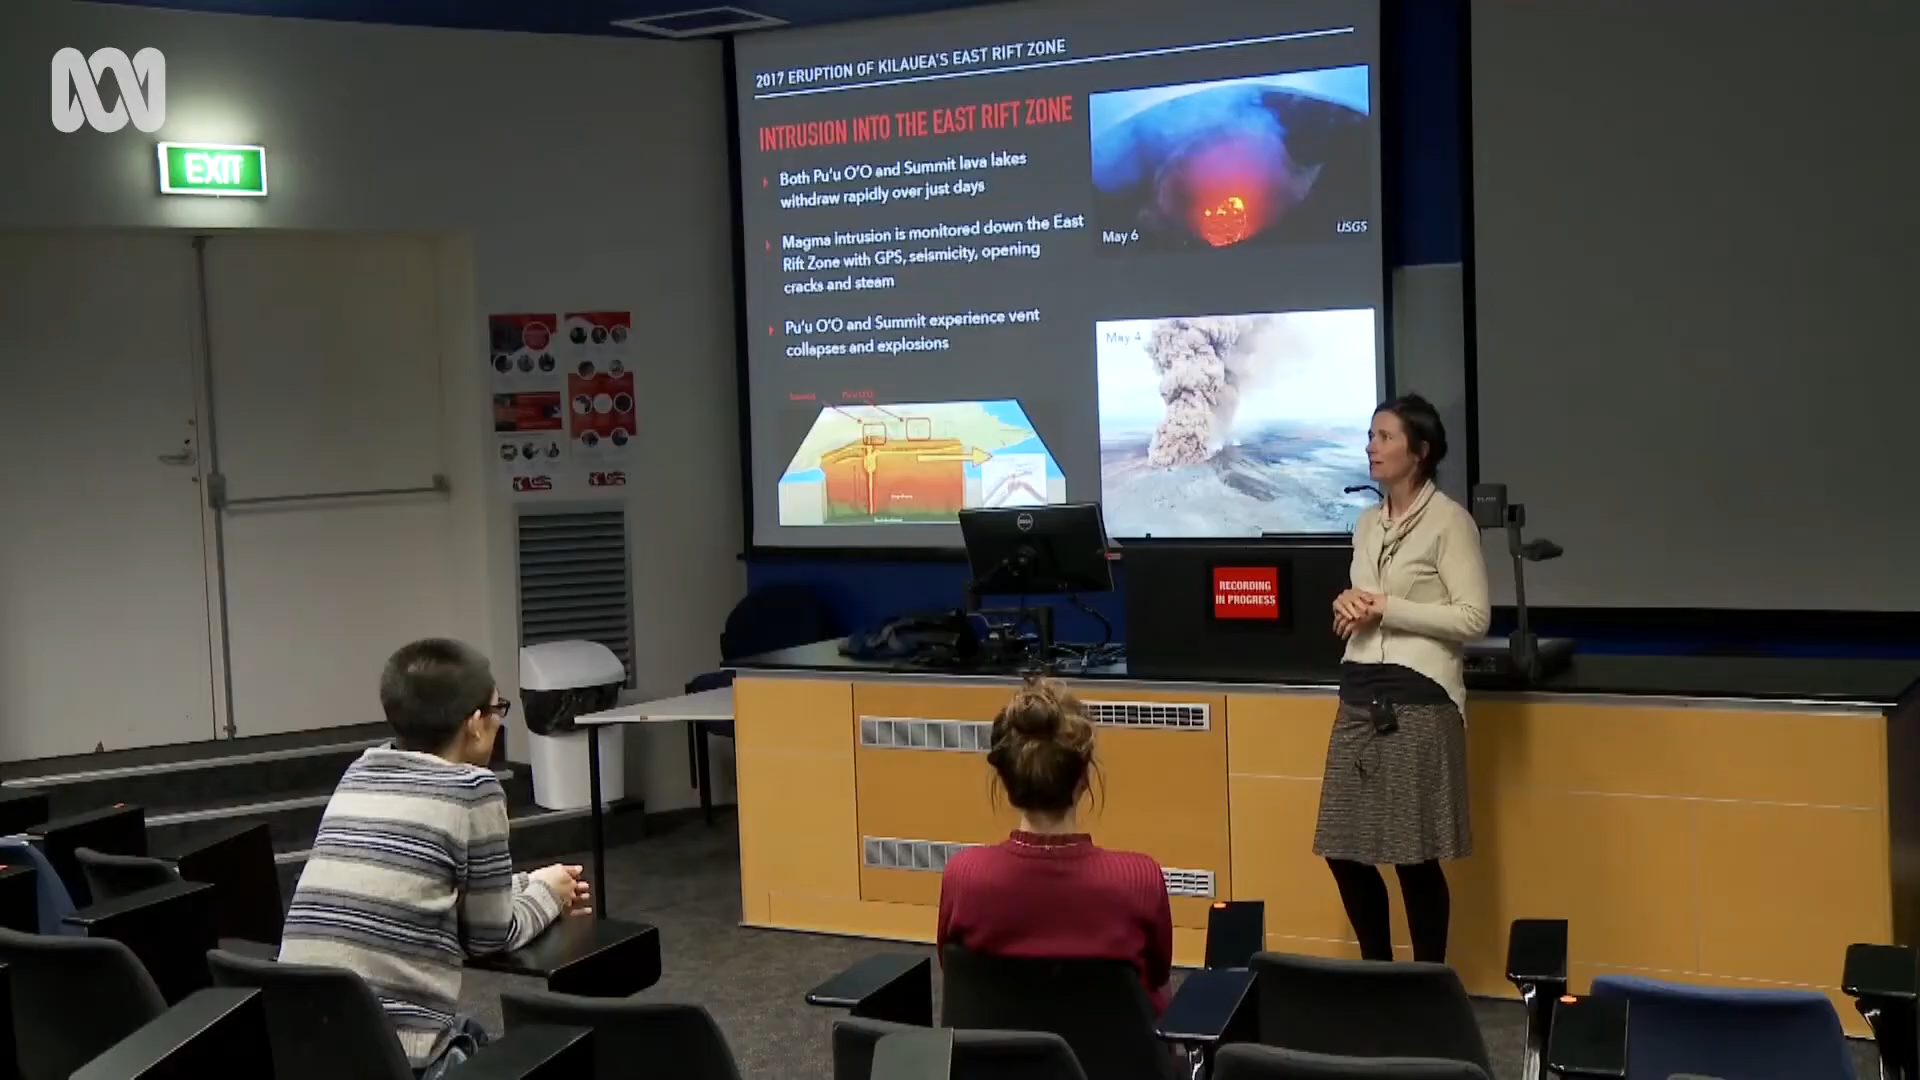 EXIT
2017 ERUPTION OF KILAUEA'S EAST RIFT ZONE
INTRUSION INTO THE EAST RIFT ZONE
Both Pu'u O'O and Summit lava lakes
withdraw rapidly over just days
Magma intrusion is monitored down the East
Rift Zone with GPS, seismicity, opening
cracks and steam
Pu'u O'O and Summit experience vent
collapses and explosions
May 6
USGS
May 4
Summit
Pu'u O'O
RECORDING
IN PROGRESS